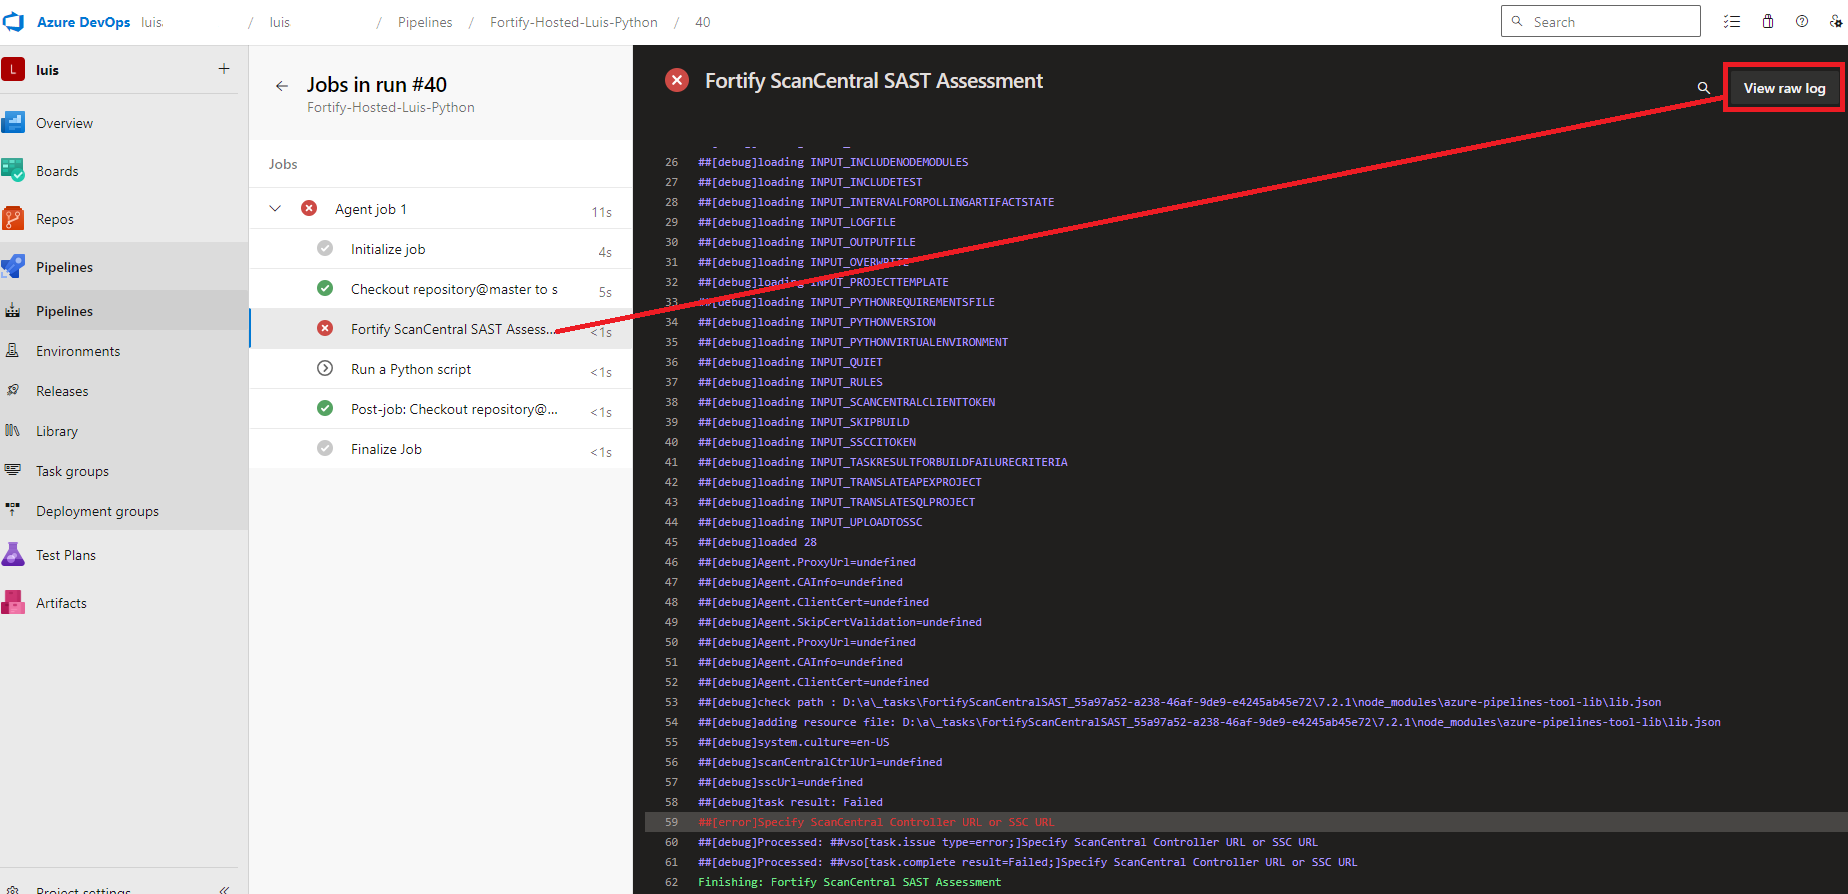 Azure DevOps luis / luis / Pipelines / Fortify-Hosted-Luis-Python / 40
Search
L luis +
Overview
Boards
Repos
Pipelines
Pipelines
Environments
Releases
Library
Task groups
Deployment groups
Test Plans
Artifacts
Project settings
Jobs in run #40
Fortify-Hosted-Luis-Python
Jobs
Agent job 1 11s
Initialize job 4s
Checkout repository@master to s 5s
Fortify ScanCentral SAST Assess... <1s
Run a Python script <1s
Post-job: Checkout repository@... <1s
Finalize Job <1s
Fortify ScanCentral SAST Assessment
View raw log
26 ##[debug]loading INPUT_INCLUDENODEMODULES
27 ##[debug]loading INPUT_INCLUDETEST
28 ##[debug]loading INPUT_INTERVALFORPOLLINGARTIFACTSTATE
29 ##[debug]loading INPUT_LOGFILE
30 ##[debug]loading INPUT_OUTPUTFILE
31 ##[debug]loading INPUT_OVERWRITE
32 ##[debug]loading INPUT_PROJECTTEMPLATE
33 ##[debug]loading INPUT_PYTHONREQUIREMENTSFILE
34 ##[debug]loading INPUT_PYTHONVERSION
35 ##[debug]loading INPUT_PYTHONVIRTUALENVIRONMENT
36 ##[debug]loading INPUT_QUIET
37 ##[debug]loading INPUT_RULES
38 ##[debug]loading INPUT_SCANCENTRALCLIENTTOKEN
39 ##[debug]loading INPUT_SKIPBUILD
40 ##[debug]loading INPUT_SSCCITOKEN
41 ##[debug]loading INPUT_TASKRESULTFORBUILDFAILURECRITERIA
42 ##[debug]loading INPUT_TRANSLATEAPEXPROJECT
43 ##[debug]loading INPUT_TRANSLATESQLPROJECT
44 ##[debug]loading INPUT_UPLOADTOSSC
45 ##[debug]loaded 28
46 ##[debug]Agent.ProxyUrl=undefined
47 ##[debug]Agent.CAInfo=undefined
48 ##[debug]Agent.ClientCert=undefined
49 ##[debug]Agent.SkipCertValidation=undefined
50 ##[debug]Agent.ProxyUrl=undefined
51 ##[debug]Agent.CAInfo=undefined
52 ##[debug]Agent.ClientCert=undefined
53 ##[debug]check path : D:\a\_tasks\FortifyScanCentralSAST_55a97a52-a238-46af-9de9-e4245ab45e72\7.2.1\node_modules\azure-pipelines-tool-lib\lib.json
54 ##[debug]adding resource file: D:\a\_tasks\FortifyScanCentralSAST_55a97a52-a238-46af-9de9-e4245ab45e72\7.2.1\node_modules\azure-pipelines-tool-lib\lib.json
55 ##[debug]system.culture=en-US
56 ##[debug]scanCentralCtrlUrl=undefined
57 ##[debug]sscUrl=undefined
58 ##[debug]task result: Failed
59 ##[error]Specify ScanCentral Controller URL or SSC URL
60 ##[debug]Processed: ##vso[task.issue type=error;]Specify ScanCentral Controller URL or SSC URL
61 ##[debug]Processed: ##vso[task.complete result=Failed;]Specify ScanCentral Controller URL or SSC URL
62 Finishing: Fortify ScanCentral SAST Assessment